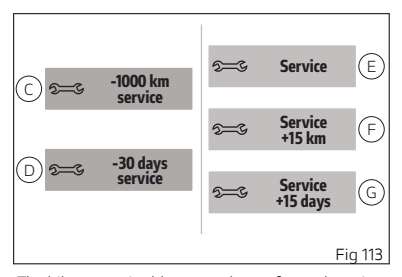 C
-1000 km
service
D
-30 days
service
E
Service
F
Service
+15 km
G
Service
+15 days
Fig 113